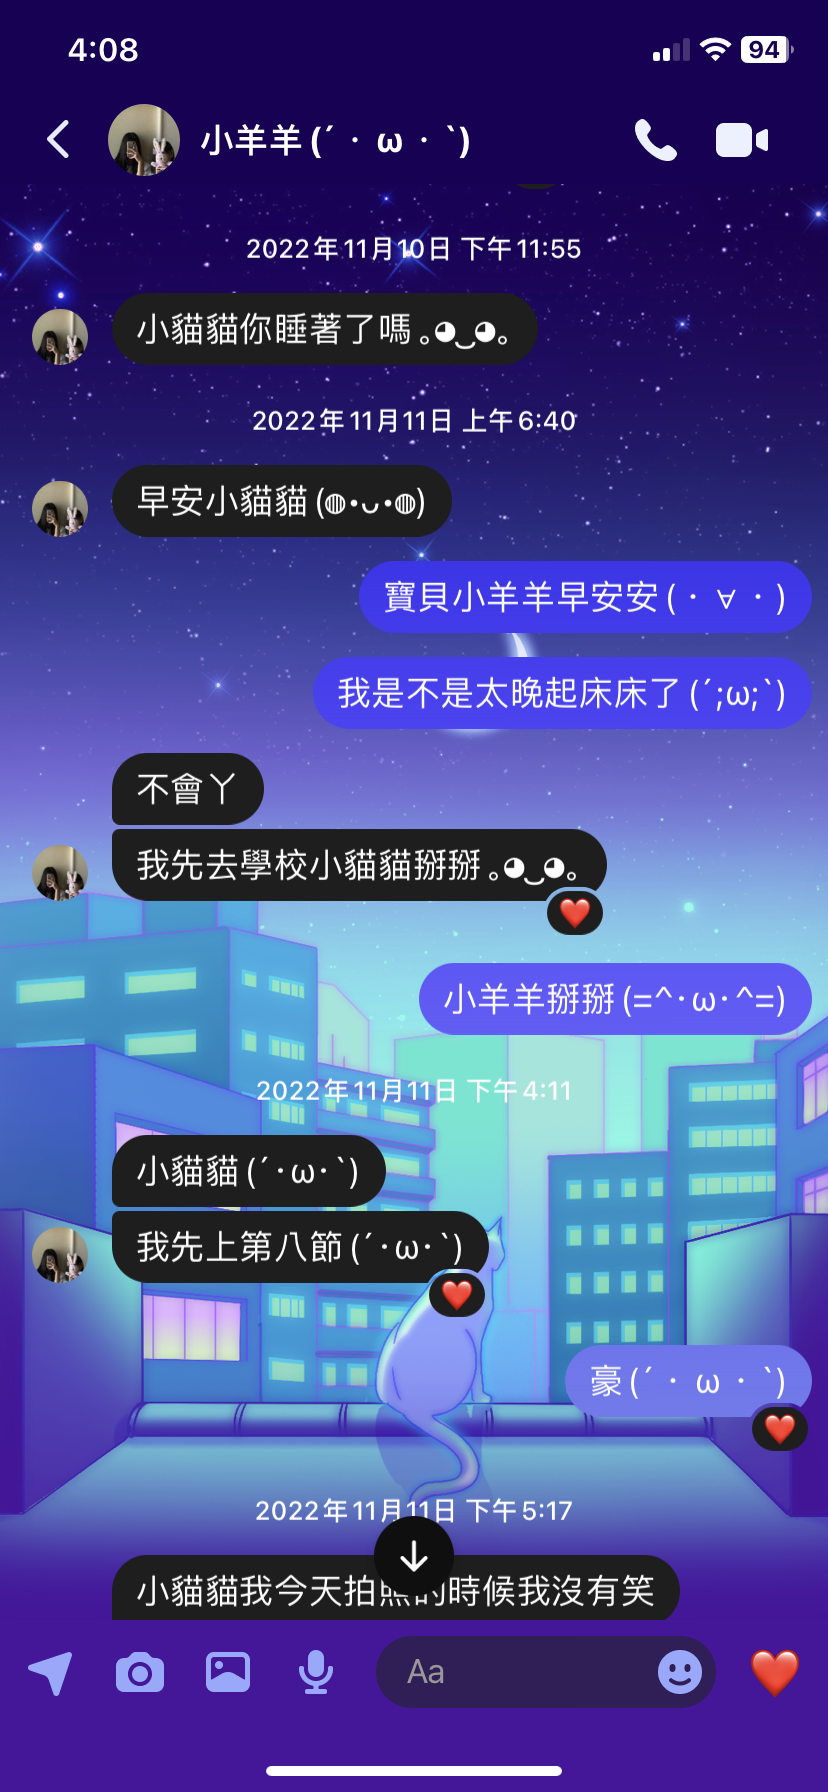 4:08
94
小羊羊 (´・ω・`)
2022年11月10日 下午11:55
小貓貓你睡著了嗎 ｡◕‿◕｡
2022年11月11日 上午6:40
早安小貓貓 (◍•ᴗ•◍)
寶貝小羊羊早安安 (・∀・)
我是不是太晚起床床了 (´;ω;`)
不會丫
我先去學校小貓貓掰掰 ｡◕‿◕｡
小羊羊掰掰 (=^･ω･^=)
2022年11月11日 下午4:11
小貓貓 (´･ω･`)
我先上第八節 (´･ω･`)
豪 (´・ω・`)
2022年11月11日 下午5:17
小貓貓我今天拍照的時候我沒有笑
Aa